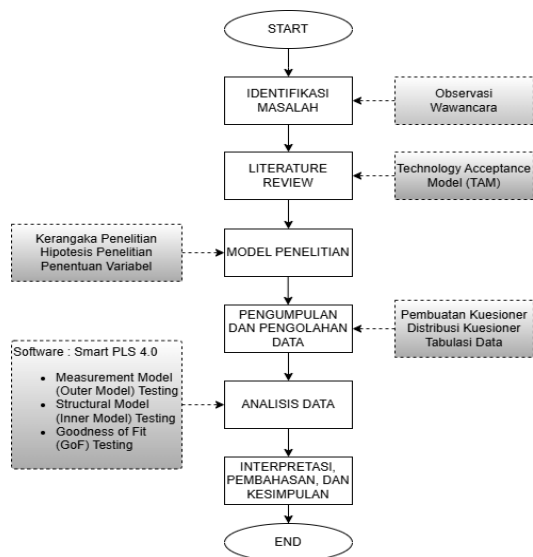 START
IDENTIFIKASI
MASALAH
Observasi
Wawancara
LITERATURE
REVIEW
Technology Acceptance
Model (TAM)
Kerangaka Penelitian
Hipotesis Penelitian
Penentuan Variabel
MODEL PENELITIAN
PENGUMPULAN
DAN PENGOLAHAN
DATA
Pembuatan Kuesioner
Distribusi Kuesioner
Tabulasi Data
Software : Smart PLS 4.0
• Measurement Model
(Outer Model) Testing
• Structural Model
(Inner Model) Testing
• Goodness of Fit
(GoF) Testing
ANALISIS DATA
INTERPRETASI,
PEMBAHASAN, DAN
KESIMPULAN
END